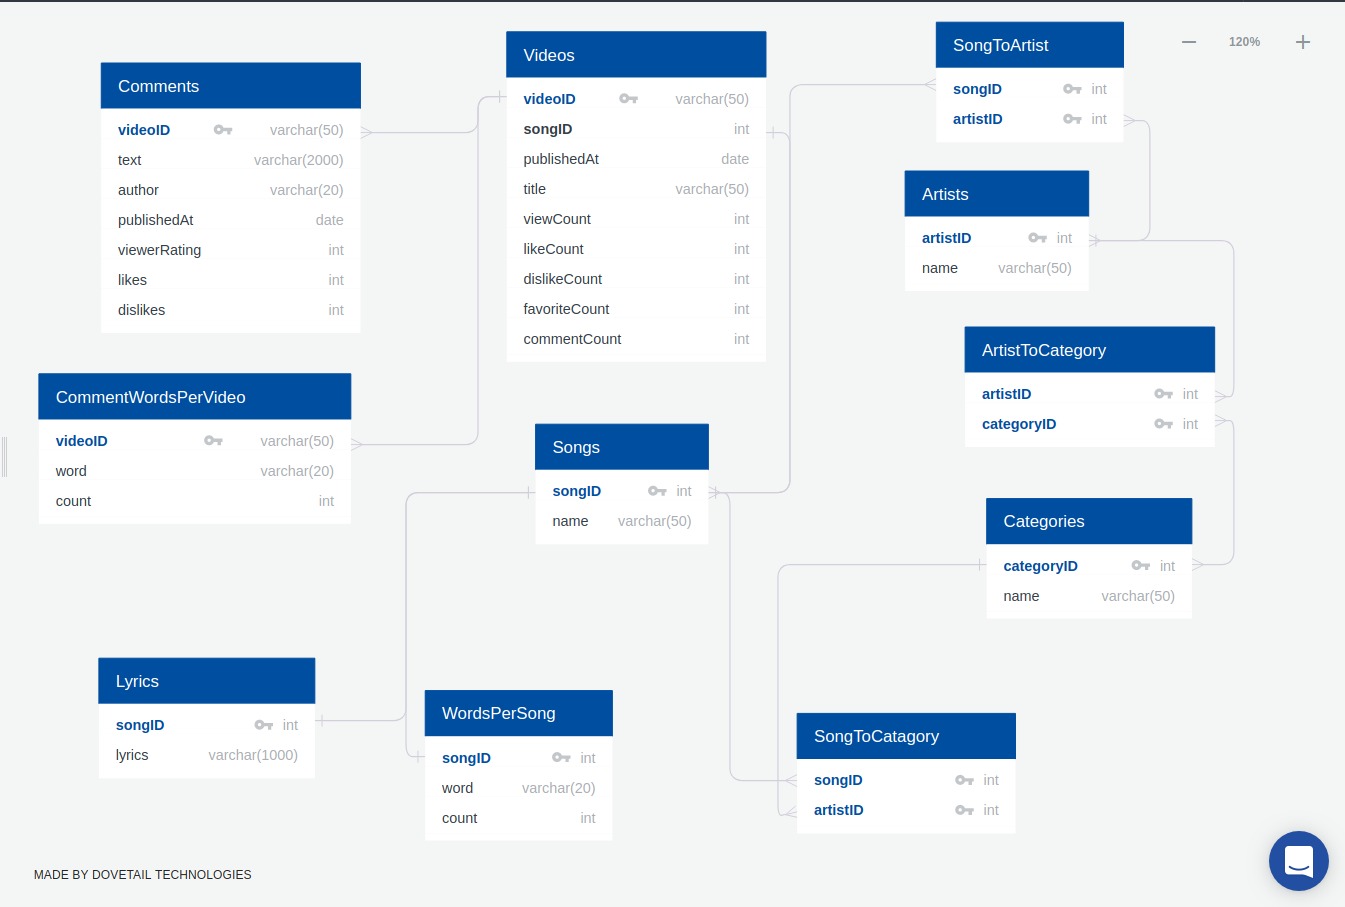 Comments
videoID varchar(50)
text varchar(2000)
author varchar(20)
publishedAt date
viewerRating int
likes int
dislikes int
Videos
videoID varchar(50)
songID int
publishedAt date
title varchar(50)
viewCount int
likeCount int
dislikeCount int
favoriteCount int
commentCount int
SongToArtist
songID int
artistID int
120%
Artists
artistID int
name varchar(50)
ArtistToCategory
artistID int
categoryID int
CommentWordsPerVideo
videoID varchar(50)
word varchar(20)
count int
Songs
songID int
name varchar(50)
Categories
categoryID int
name varchar(50)
Lyrics
songID int
lyrics varchar(1000)
WordsPerSong
songID int
word varchar(20)
count int
SongToCatagory
songID int
artistID int
MADE BY DOVETAIL TECHNOLOGIES